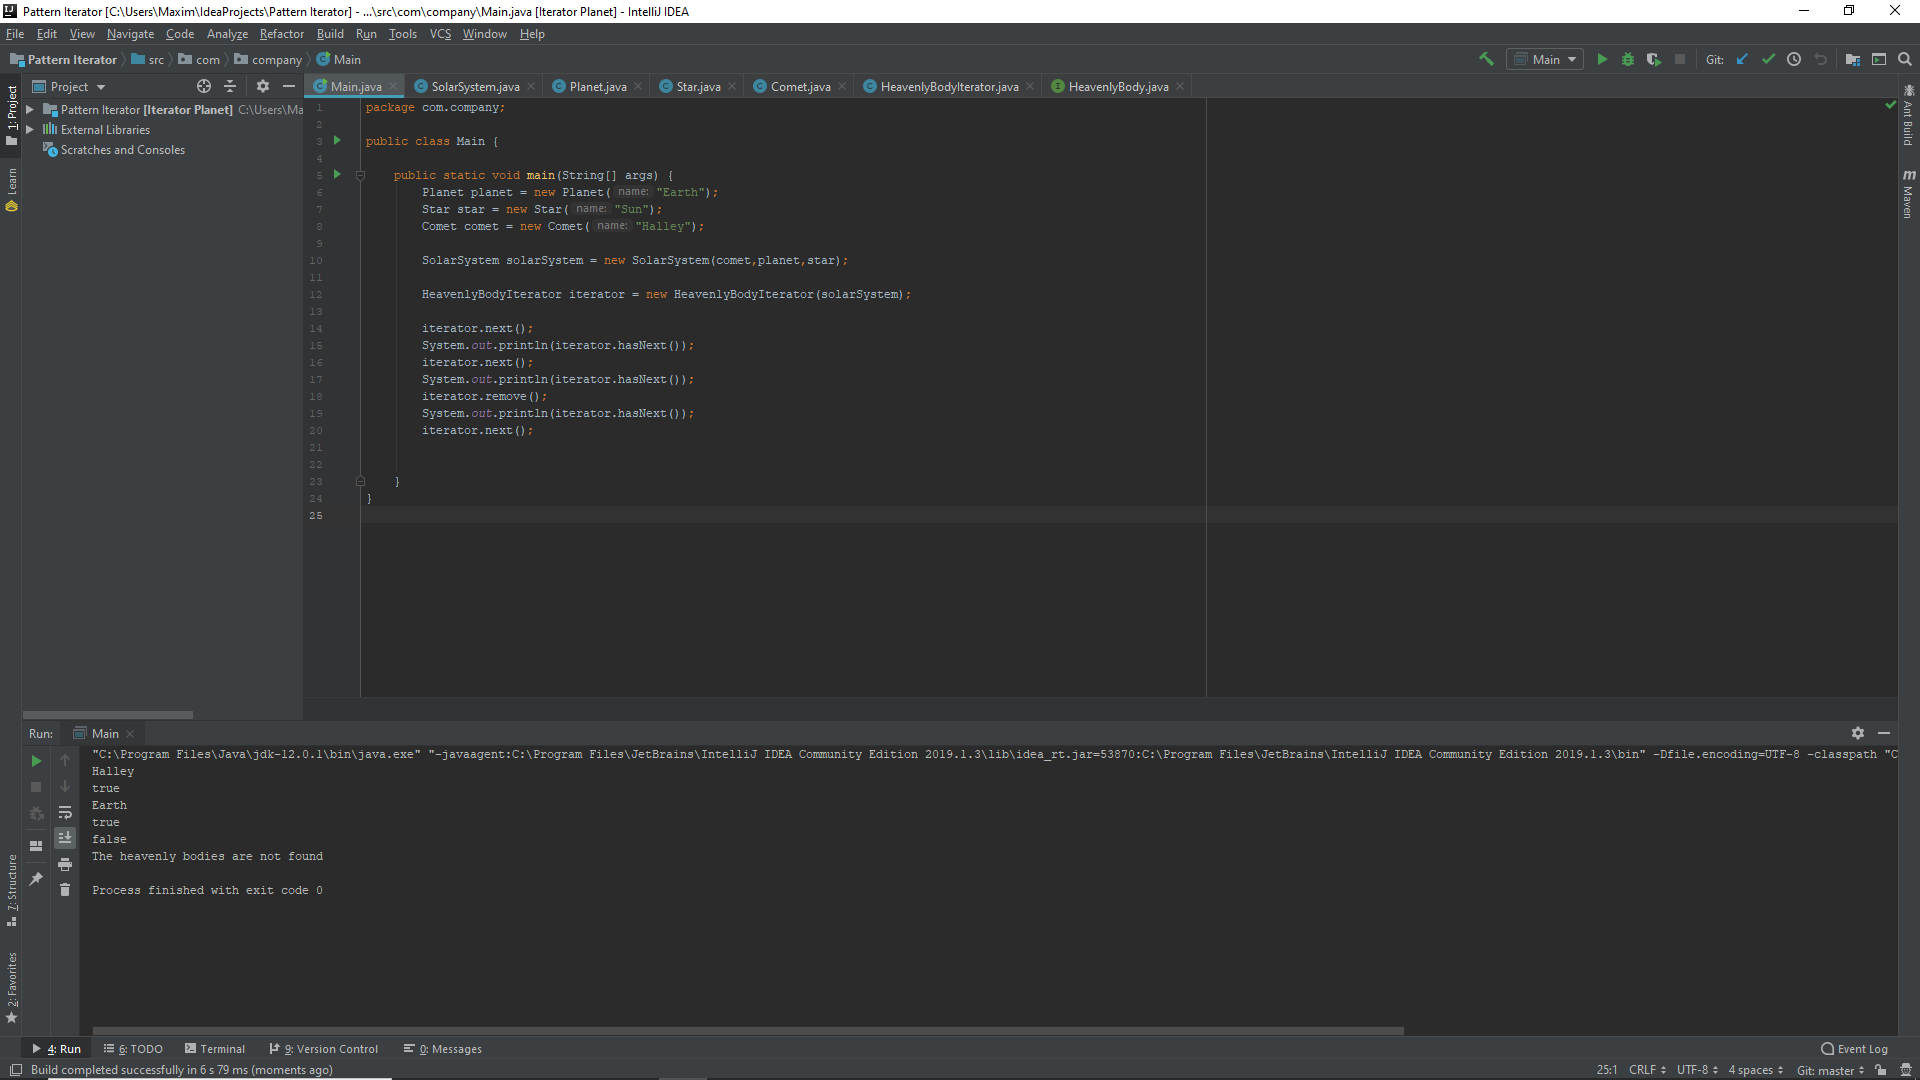 Pattern Iterator [C:\Users\Maxim\IdeaProjects\Pattern Iterator] - ...\src\com\company\Main.java [Iterator Planet] - IntelliJ IDEA
File Edit View Navigate Code Analyze Refactor Build Run Tools VCS Window Help
Pattern Iterator src com company Main Main Git:
Project Main.java SolarSystem.java Planet.java Star.java Comet.java HeavenlyBodyIterator.java HeavenlyBody.java
Pattern Iterator [Iterator Planet] C:\Users\Ma
External Libraries
Scratches and Consoles
1: Project
Learn
7: Structure
2: Favorites
Ant Build
Maven
1 package com.company;
2
3 public class Main {
4
5 public static void main(String[] args) {
6 Planet planet = new Planet( name: "Earth");
7 Star star = new Star( name: "Sun");
8 Comet comet = new Comet( name: "Halley");
9
10 SolarSystem solarSystem = new SolarSystem(comet,planet,star);
11
12 HeavenlyBodyIterator iterator = new HeavenlyBodyIterator(solarSystem);
13
14 iterator.next();
15 System.out.println(iterator.hasNext());
16 iterator.next();
17 System.out.println(iterator.hasNext());
18 iterator.remove();
19 System.out.println(iterator.hasNext());
20 iterator.next();
21
22
23 }
24 }
25
Run: Main
"C:\Program Files\Java\jdk-12.0.1\bin\java.exe" "-javaagent:C:\Program Files\JetBrains\IntelliJ IDEA Community Edition 2019.1.3\lib\idea_rt.jar=53870:C:\Program Files\JetBrains\IntelliJ IDEA Community Edition 2019.1.3\bin" -Dfile.encoding=UTF-8 -classpath "C
Halley
true
Earth
true
false
The heavenly bodies are not found
Process finished with exit code 0
4: Run 6: TODO Terminal 9: Version Control 0: Messages Event Log
Build completed successfully in 6 s 79 ms (moments ago) 25:1 CRLF UTF-8 4 spaces Git: master